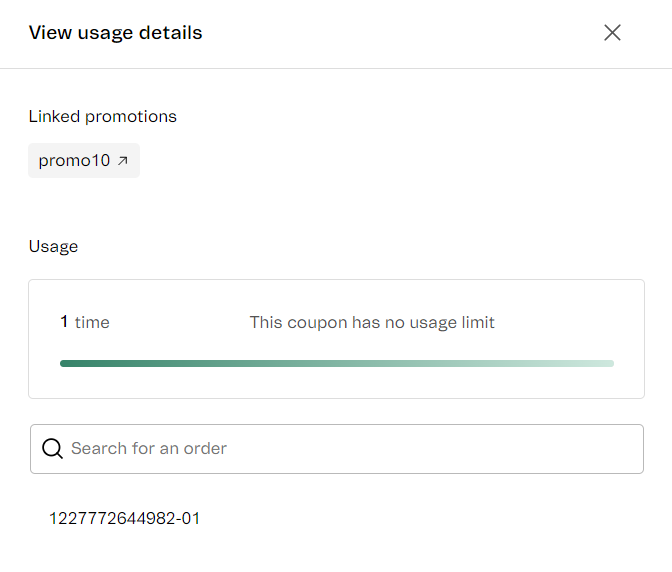 View usage details
Linked promotions
promo10
Usage
1 time
This coupon has no usage limit
Search for an order
1227772644982-01